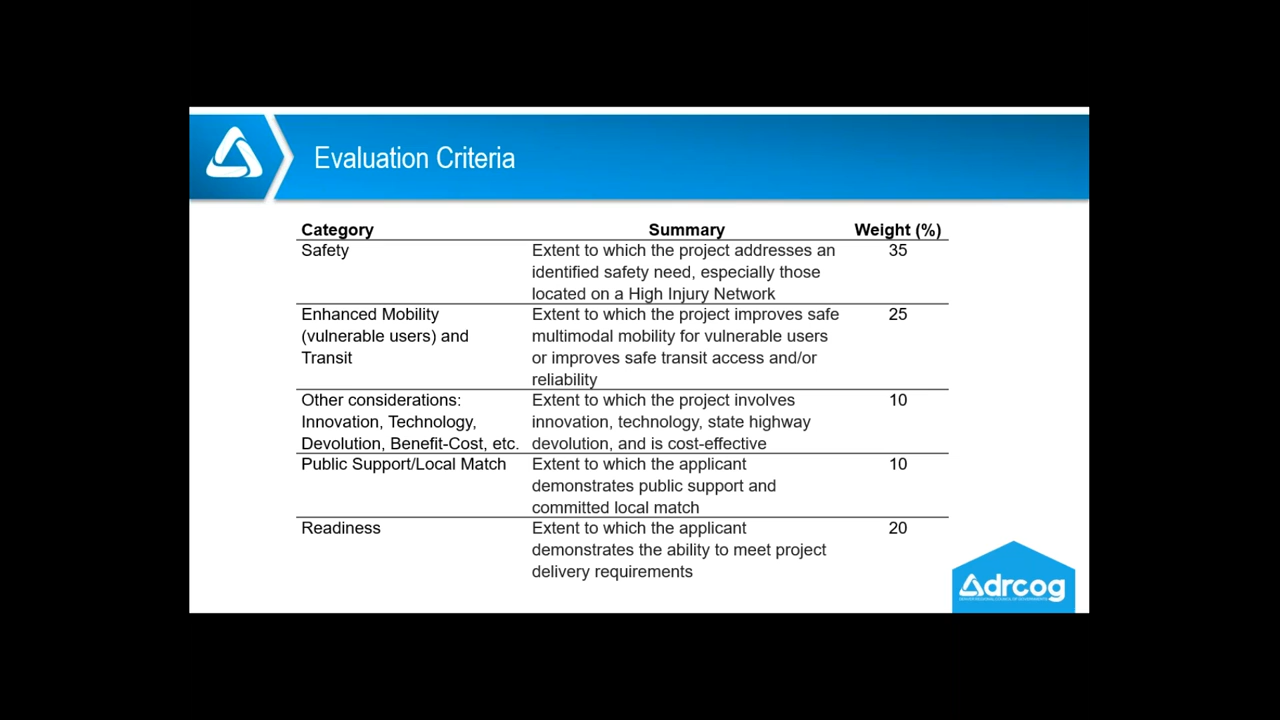 Evaluation Criteria
Category Summary Weight (%)
Safety Extent to which the project addresses an 35
identified safety need, especially those
located on a High Injury Network
Enhanced Mobility Extent to which the project improves safe 25
(vulnerable users) and multimodal mobility for vulnerable users
Transit or improves safe transit access and/or
reliability
Other considerations: Extent to which the project involves 10
Innovation, Technology, innovation, technology, state highway
Devolution, Benefit-Cost, etc. devolution, and is cost-effective
Public Support/Local Match Extent to which the applicant 10
demonstrates public support and
committed local match
Readiness Extent to which the applicant 20
demonstrates the ability to meet project
delivery requirements
drcog
DENVER REGIONAL COUNCIL OF GOVERNMENTS